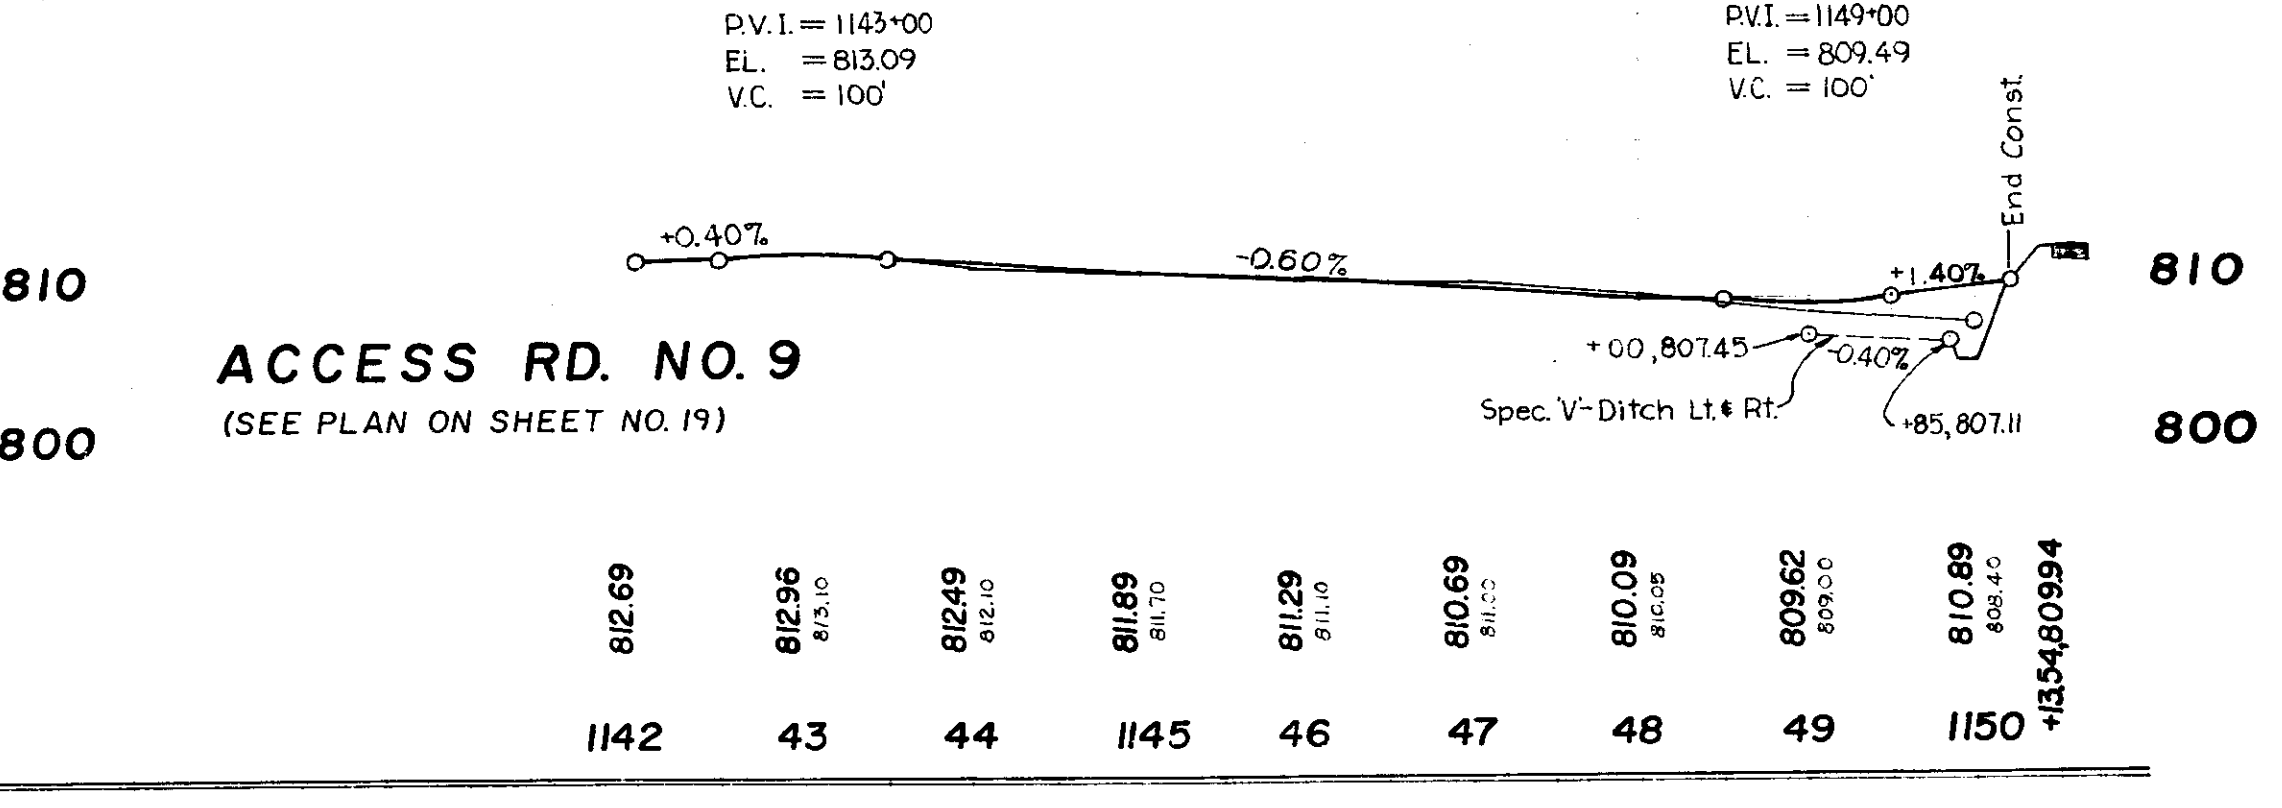 P.V.I. = 1143+00
EL. = 813.09
V.C. = 100'
P.V.I. = 1149+00
EL. = 809.49
V.C. = 100'
End Const.
+0.40%
-0.60%
+1.40%
810
810
ACCESS RD. NO. 9
(SEE PLAN ON SHEET NO. 19)
+00, 807.45
-0.40%
Spec. 'V'-Ditch Lt. & Rt.
+85, 807.11
800
800
812.69
812.96
813.10
812.49
812.10
811.89
811.70
811.29
811.10
810.69
811.00
810.09
810.05
809.62
809.00
810.89
808.40
+13.54, 809.94
1142 43 44 1145 46 47 48 49 1150